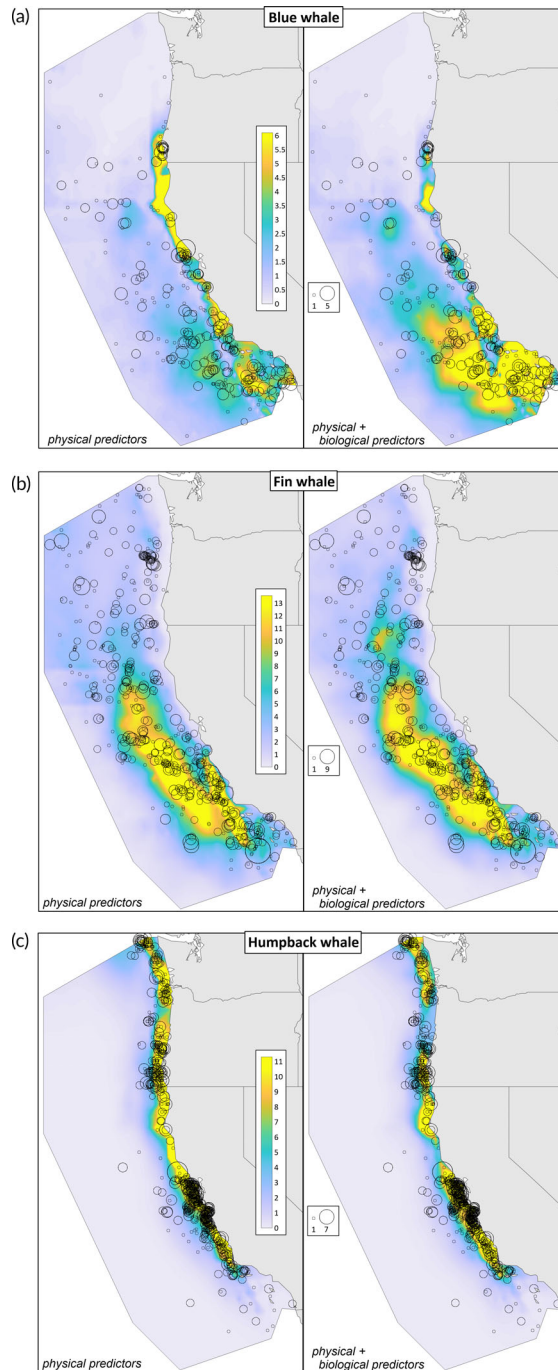 (a)
Blue whale
6
5.5
5
4.5
4
3.5
3
2.5
2
1.5
1
0.5
0
1 5
physical predictors
physical +
biological predictors
(b)
Fin whale
13
12
11
10
9
8
7
6
5
4
3
2
1
0
1 9
physical predictors
physical +
biological predictors
(c)
Humpback whale
11
10
9
8
7
6
5
4
3
2
1
0
1 7
physical predictors
physical +
biological predictors